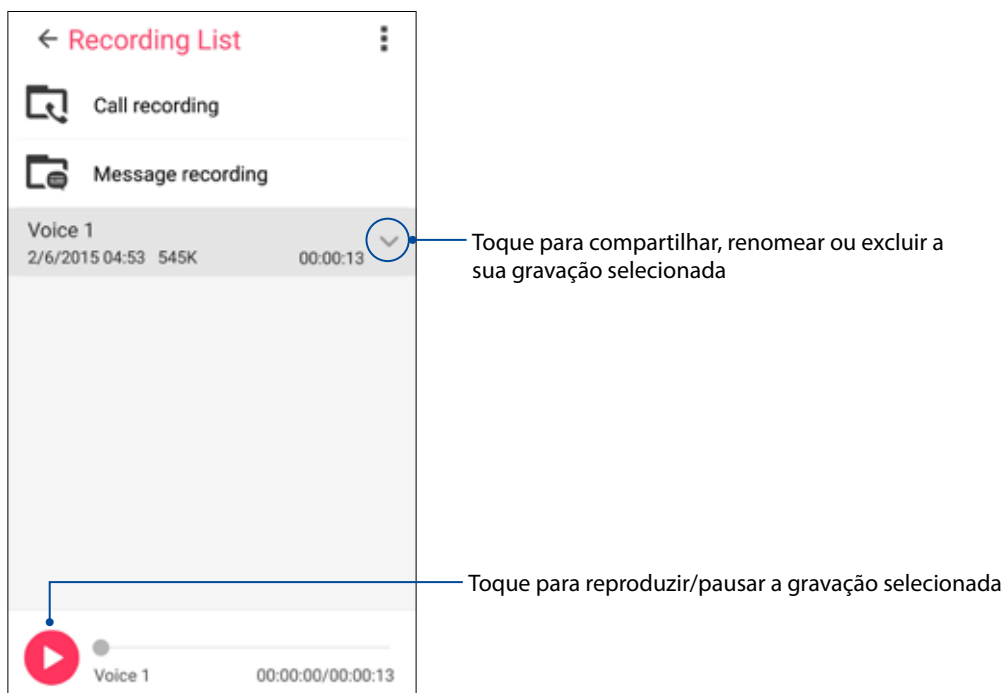 Recording List
Call recording
Message recording
Voice 1
2/6/2015 04:53 545K 00:00:13
Toque para compartilhar, renomear ou excluir a
sua gravação selecionada
Toque para reproduzir/pausar a gravação selecionada
Voice 1 00:00:00/00:00:13